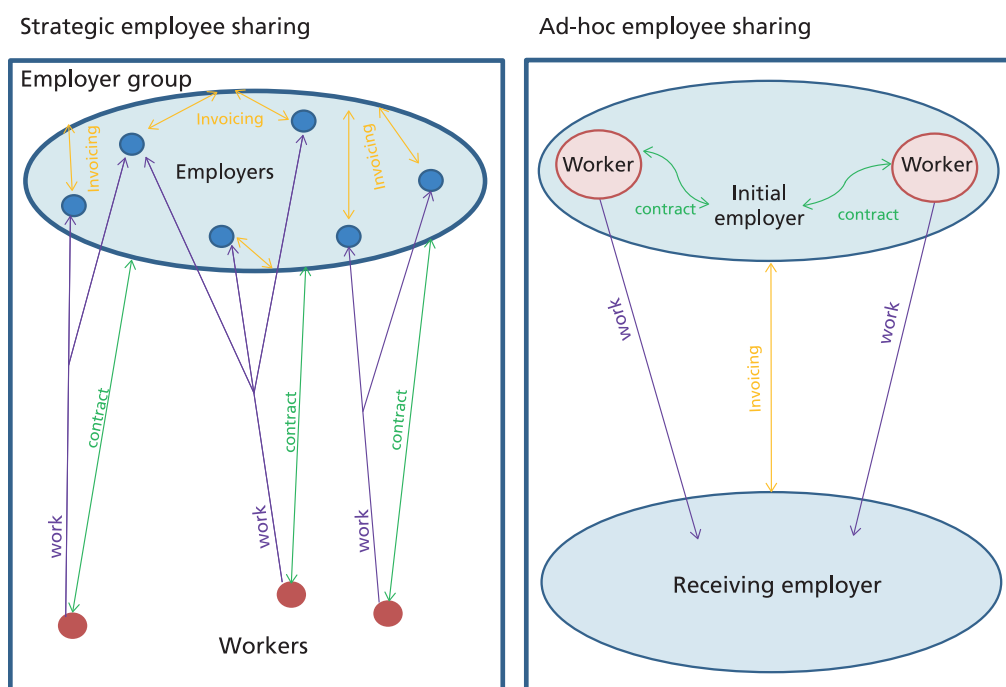 Strategic employee sharing
Employer group
Invoicing
Invoicing
Invoicing
Employers
contract
contract
contract
work
work
work
Workers
Ad-hoc employee sharing
Worker
Worker
contract
Initial
employer
contract
work
work
Invoicing
Receiving employer